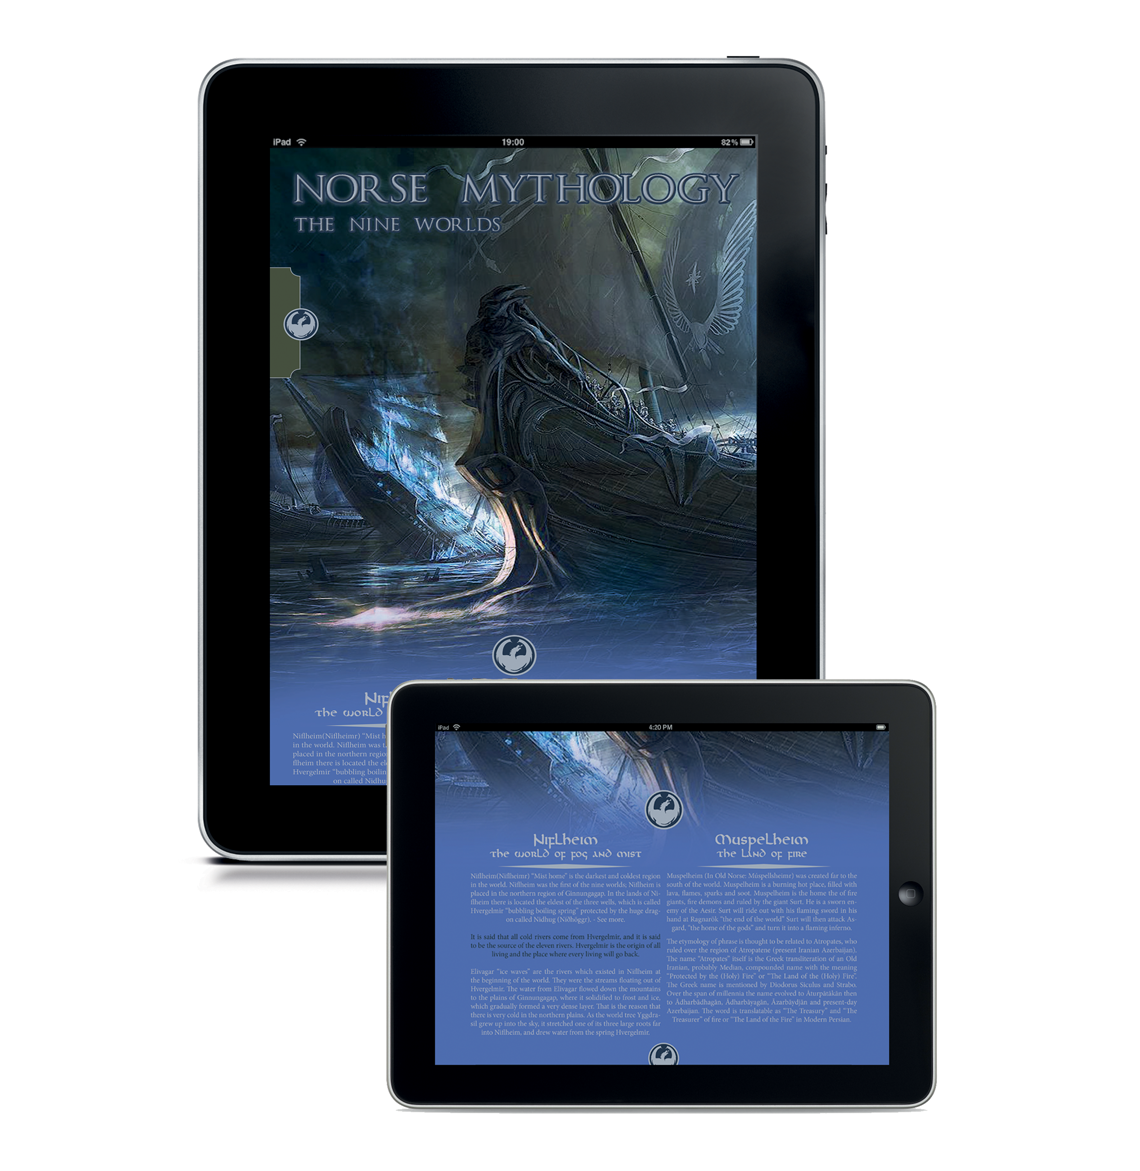 iPad
19:00
82%
NORSE MYTHOLOGY
THE NINE WORLDS
Nifl
the world
Niflheim(Niflheimr) "Mist h
in the world. Niflheim was t
placed in the northern regio
flheim there is located the el
Hvergelmir "bubbling boilin
on called Nidhug
iPad
4:20 PM
Niflheim
the world of fog and mist
Niflheim(Niflheimr) "Mist home" is the darkest and coldest region
in the world. Niflheim was the first of the nine worlds; Niflheim is
placed in the northern region of Ginnungagap. In the lands of Ni-
flheim there is located the eldest of the three wells, which is called
Hvergelmir "bubbling boiling spring" protected by the huge drag-
on called Nidhug (Níðhöggr). - See more.
It is said that all cold rivers come from Hvergelmir, and it is said
to be the source of the eleven rivers. Hvergelmir is the origins of all
living and the place where every living will go back.
Elivagar "ice waves" are the rivers which existed in Niflheim at
the beginning of the world. They were the streams floating out of
Hvergelmir. The water from Elivagar flowed down the mountains
to the plains of Ginnungagap, where it solidified to frost and ice,
which gradually formed a very dense layer. That is the reason that
there is very cold in the northern plains. As the world tree Yggdra-
sil grew up into the sky, it stretched one of its three large roots far
into Niflheim, and drew water from the spring Hvergelmir.
Muspelheim
the land of fire
Muspelheim (In Old Norse: Múspellsheimr) was created far to the
south of the world. Muspelheim is a burning hot place, filled with
lava, flames, sparks and soot. Muspelheim is the home the of fire
giants, fire demons and ruled by the giant Surt. He is a sworn en-
emy of the Aesir. Surt will ride out with his flaming sword in his
hand at Ragnarök "the end of the world" Surt will then attack As-
gard, "the home of the gods" and turn it into a flaming inferno.
The etymology of phrase is thought to be related to Atropates, who
ruled over the region of Atropatene (present Iranian Azerbaijan).
The name "Atropates" itself is the Greek transliteration of an Old
Iranian, probably Median, compounded name with the meaning
"Protected by the (Holy) Fire" or "The Land of the (Holy) Fire".
The Greek name is mentioned by Diodorus Siculus and Strabo.
Over the span of millennia the name evolved to Āturpātākān then
to Ādharbādhagān, Ādharbāyagān, Āzarbāydjān and present-day
Azerbaijan. The word is translatable as "The Treasury" and "The
Treasurer" of fire or "The Land of the Fire" in Modern Persian.